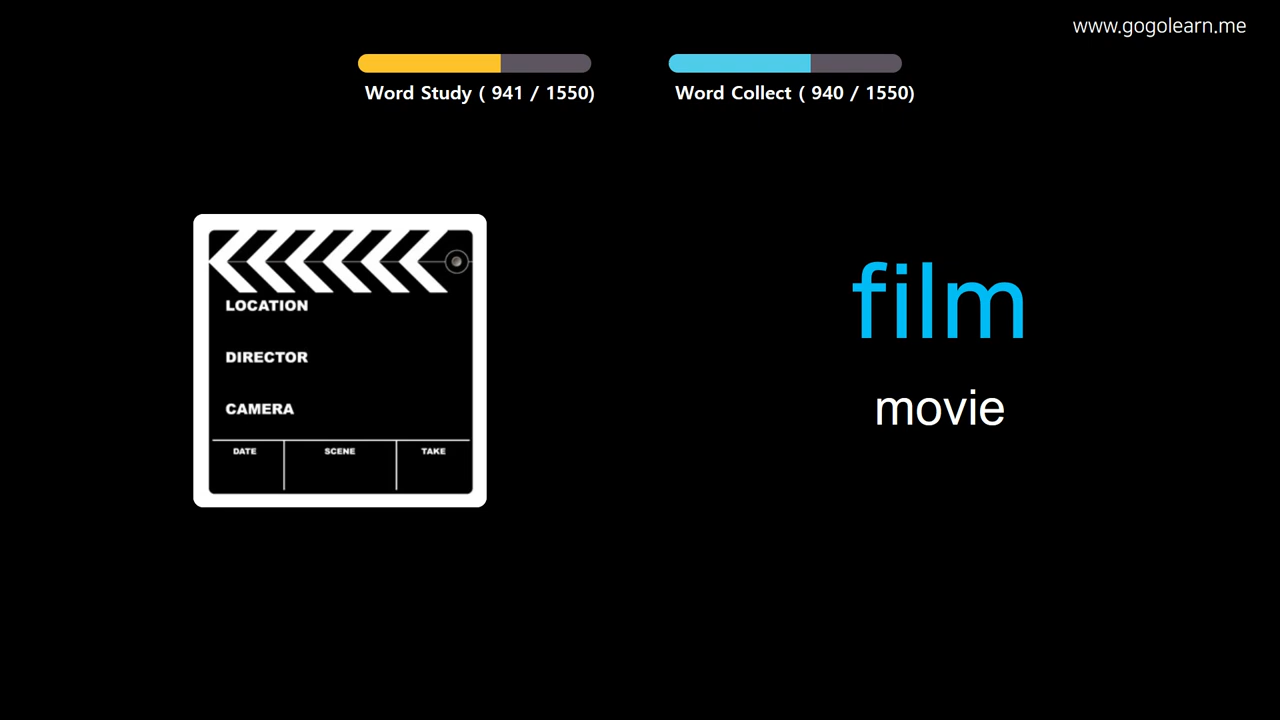 www.gogolearn.me
Word Study ( 941 / 1550)
Word Collect ( 940 / 1550)
LOCATION
DIRECTOR
CAMERA
DATE SCENE TAKE
film
movie